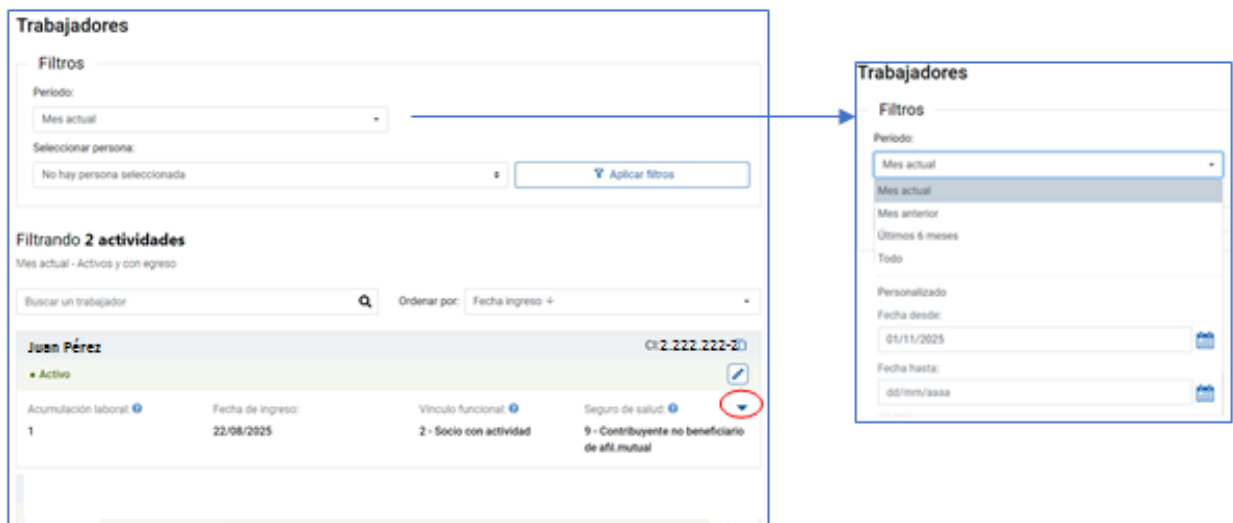 Trabajadores
Filtros
Periodo:
Mes actual
Seleccionar persona:
No hay persona seleccionada
Aplicar filtros
Filtrando 2 actividades
Mes actual - Activos y con egreso
Buscar un trabajador
Ordenar por: Fecha ingreso
Juan Pérez
CI:2.222.222-2
Activo
Acumulación laboral: Fecha de ingreso: Vínculo funcional: Seguro de salud:
1 22/08/2025 2 - Socio con actividad 9 - Contribuyente no beneficiario
de afil.mutual
Trabajadores
Filtros
Periodo:
Mes actual
Mes actual
Mes anterior
Últimos 6 meses
Todo
Personalizado
Fecha desde:
01/11/2025
Fecha hasta:
dd/mm/aaaa